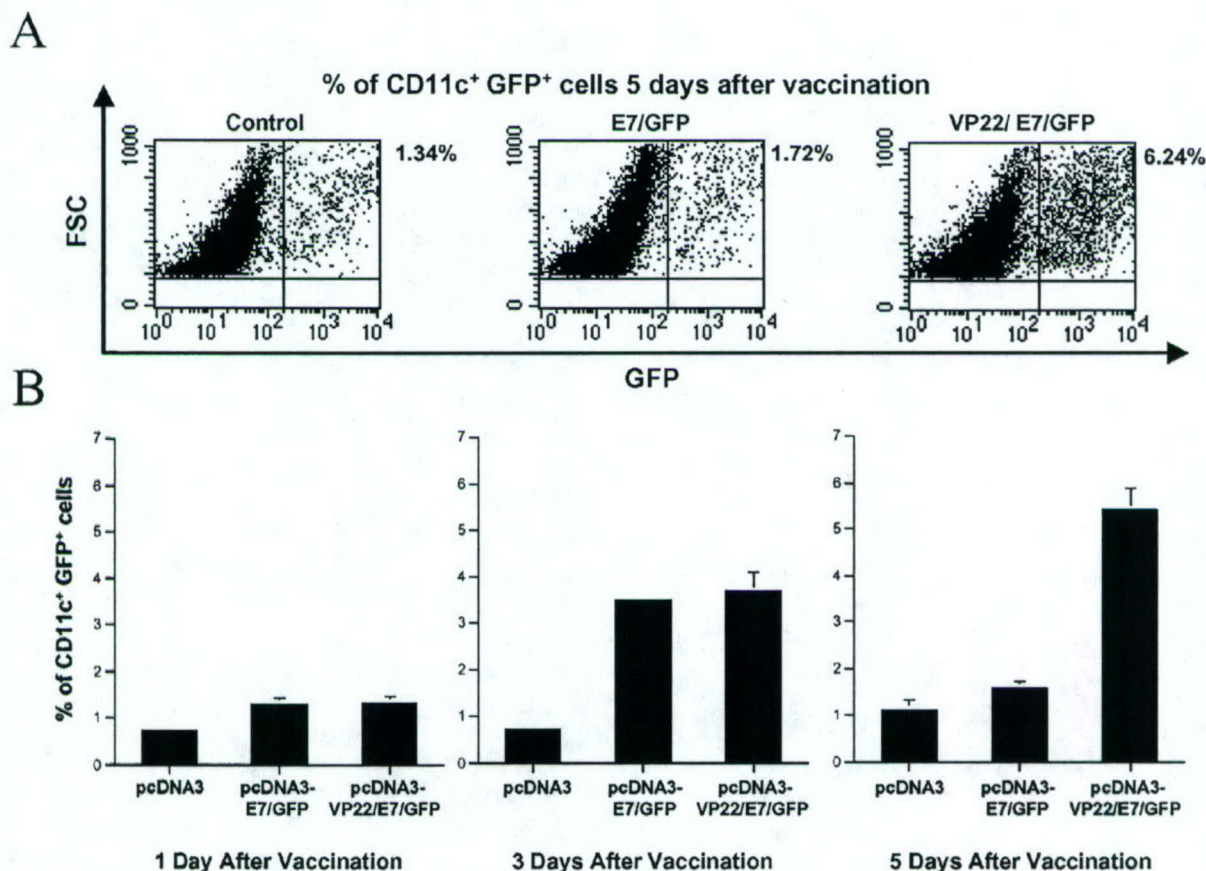 A
% of CD11c⁺ GFP⁺ cells 5 days after vaccination
Control
E7/GFP
VP22/ E7/GFP
1.34%
1.72%
6.24%
FSC
1000
0
10⁰ 10¹ 10² 10³ 10⁴
1000
0
10⁰ 10¹ 10² 10³ 10⁴
1000
0
10⁰ 10¹ 10² 10³ 10⁴
GFP
B
% of CD11c⁺ GFP⁺ cells
7
6
5
4
3
2
1
0
pcDNA3
pcDNA3-
E7/GFP
pcDNA3-
VP22/E7/GFP
1 Day After Vaccination
7
6
5
4
3
2
1
0
pcDNA3
pcDNA3-
E7/GFP
pcDNA3-
VP22/E7/GFP
3 Days After Vaccination
7
6
5
4
3
2
1
0
pcDNA3
pcDNA3-
E7/GFP
pcDNA3-
VP22/E7/GFP
5 Days After Vaccination